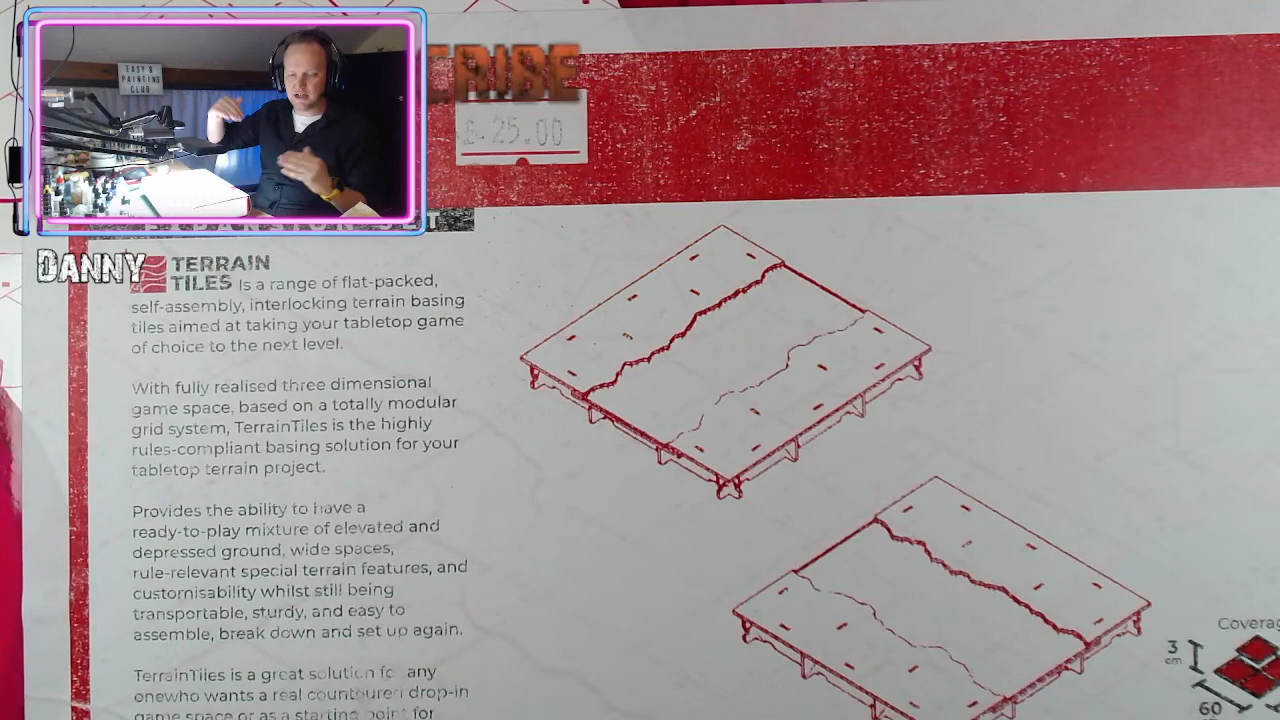 EASY B
PAINTING
CLUB
TRIBE
£ 25.00
EXPANSION SET
DANNY
TERRAIN
TILES Is a range of flat-packed,
self-assembly, interlocking terrain basing
tiles aimed at taking your tabletop game
of choice to the next level.
With fully realised three dimensional
game space, based on a totally modular
grid system, TerrainTiles is the highly
rules-compliant basing solution for your
tabletop terrain project.
Provides the ability to have a
ready-to-play mixture of elevated and
depressed ground, wide spaces,
rule-relevant special terrain features, and
customisability whilst still being
transportable, sturdy, and easy to
assemble, break down and set up again.
TerrainTiles is a great solution for any
onewho wants a real countoured drop-in
game space or as a starting point for
Coverag
3
cm
60